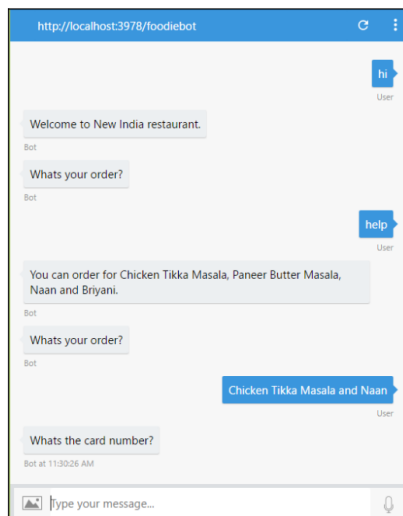 http://localhost:3978/foodiebot
hi
User
Welcome to New India restaurant.
Bot
Whats your order?
Bot
help
User
You can order for Chicken Tikka Masala, Paneer Butter Masala,
Naan and Briyani.
Bot
Whats your order?
Bot
Chicken Tikka Masala and Naan
User
Whats the card number?
Bot at 11:30:26 AM
Type your message...